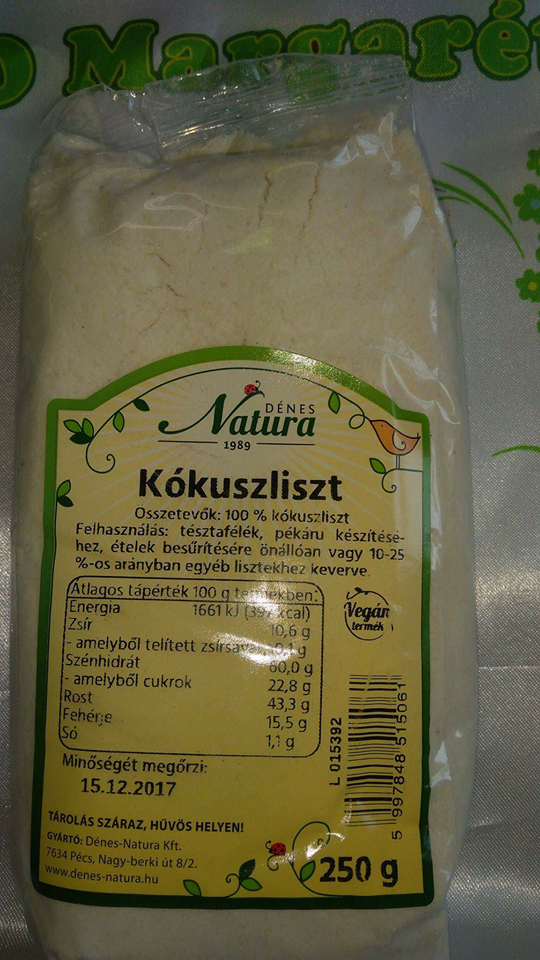 Margaré
DÉNES
Natura
1989
Kókuszliszt
Összetevők: 100 % kókuszliszt
Felhasználás: tésztafélék, pékáru készítésé-
hez, ételek besűrítésére önállóan vagy 10-25
%-os arányban egyéb lisztekhez keverve.
Átlagos tápérték 100 g termékben:
Energia 1661 kJ (397 kcal)
Zsír 10,6 g
- amelyből telített zsírsavak
Szénhidrát 60,0 g
- amelyből cukrok 22,8 g
Rost 43,3 g
Fehérje 15,5 g
Só 1,1 g
Vegán
termék
Minőségét megőrzi:
15.12.2017
L 015392
5 997848 515061
TÁROLÁS SZÁRAZ, HŰVÖS HELYEN!
GYÁRTÓ: Dénes-Natura Kft.
7634 Pécs, Nagy-berki út 8/2.
www.denes-natura.hu
250 g